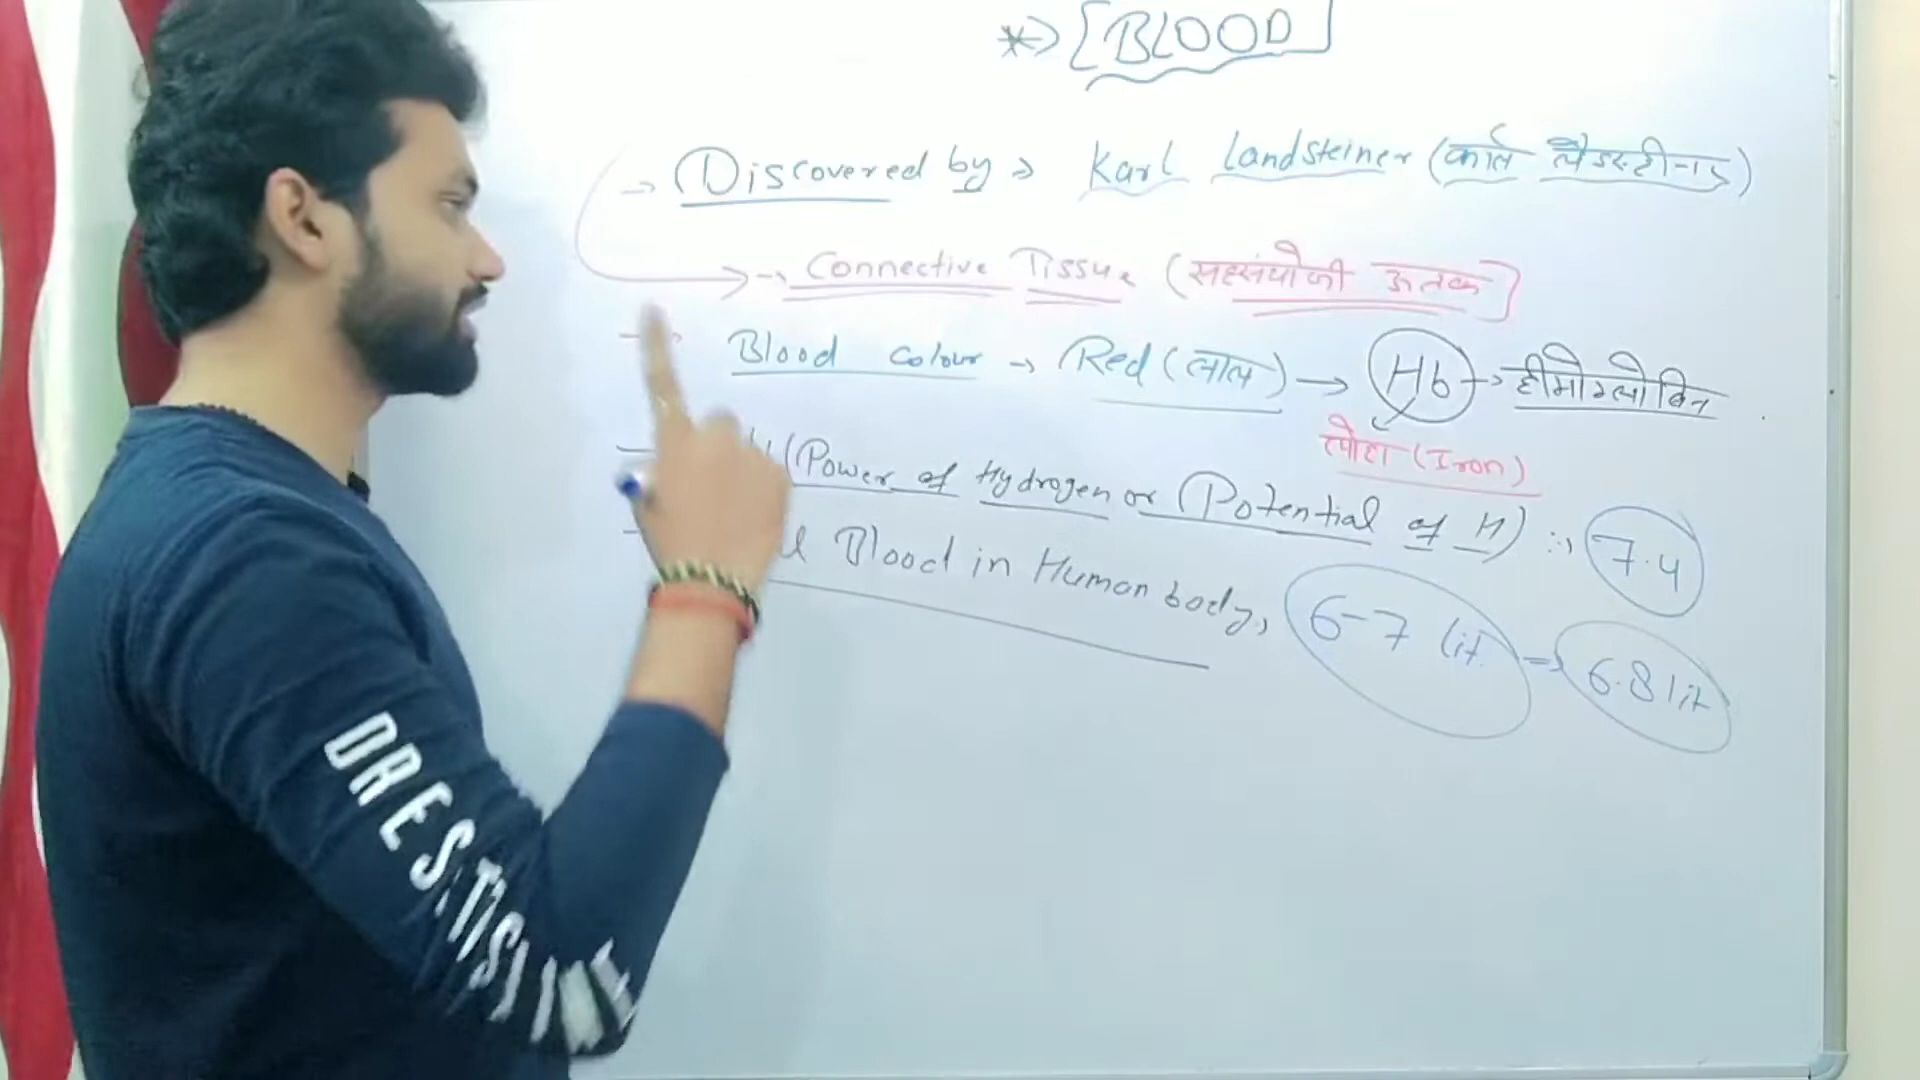 *→ [BLOOD]
→ Discovered by → Karl Landsteiner (कार्ल लैंडस्टीनर)
→ Connective Tissue (सहसंयोजी ऊतक)
Blood Colour → Red (लाल) → Hb → हीमोग्लोबिन
लोहा (Iron)
(Power of Hydrogen or (Potential of H) :→ 7.4
Blood in Human body, 6-7 lit. ⇒ 6.8 lit
DRESTISIW